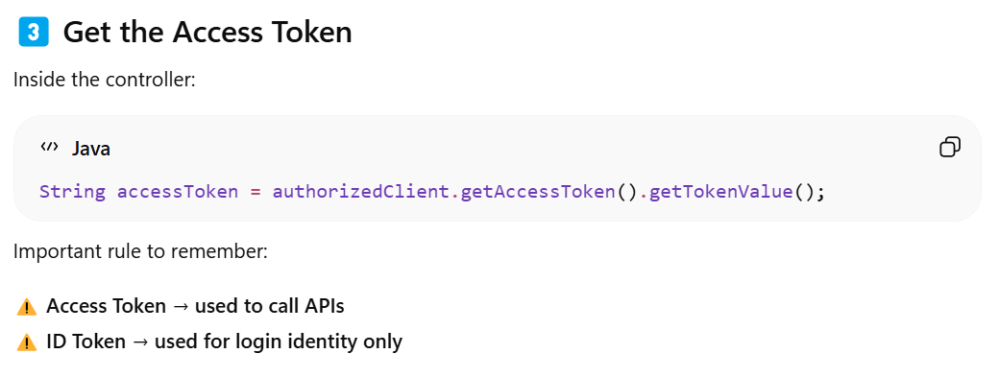 3 Get the Access Token
Inside the controller:
</> Java
String accessToken = authorizedClient.getAccessToken().getTokenValue();
Important rule to remember:
⚠️ Access Token → used to call APIs
⚠️ ID Token → used for login identity only